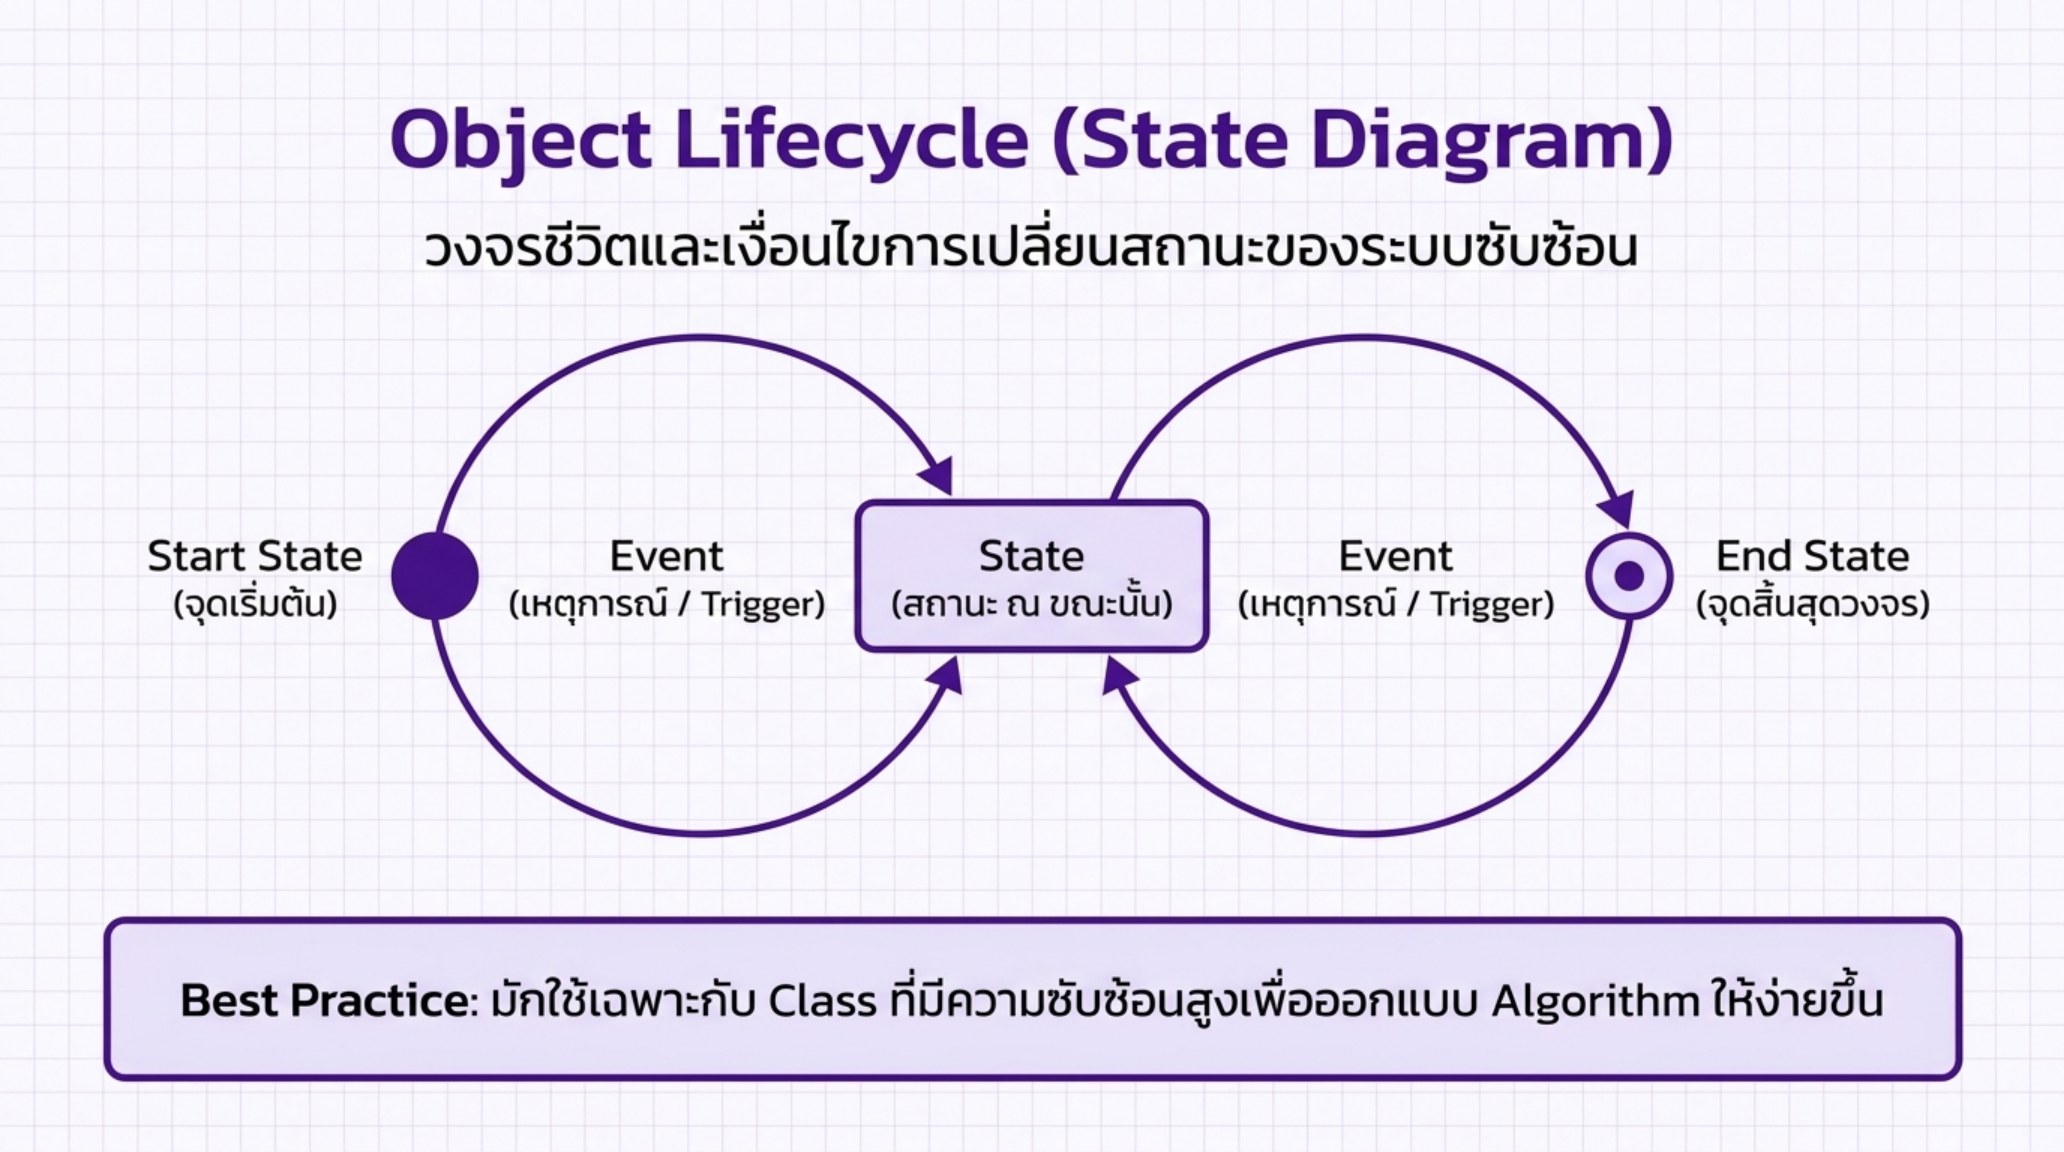 Object Lifecycle (State Diagram)
วงจรชีวิตและเงื่อนไขการเปลี่ยนสถานะของระบบซับซ้อน
Start State
(จุดเริ่มต้น)
Event
(เหตุการณ์ / Trigger)
State
(สถานะ ณ ขณะนั้น)
Event
(เหตุการณ์ / Trigger)
End State
(จุดสิ้นสุดวงจร)
Best Practice: มักใช้เฉพาะกับ Class ที่มีความซับซ้อนสูงเพื่อออกแบบ Algorithm ให้ง่ายขึ้น